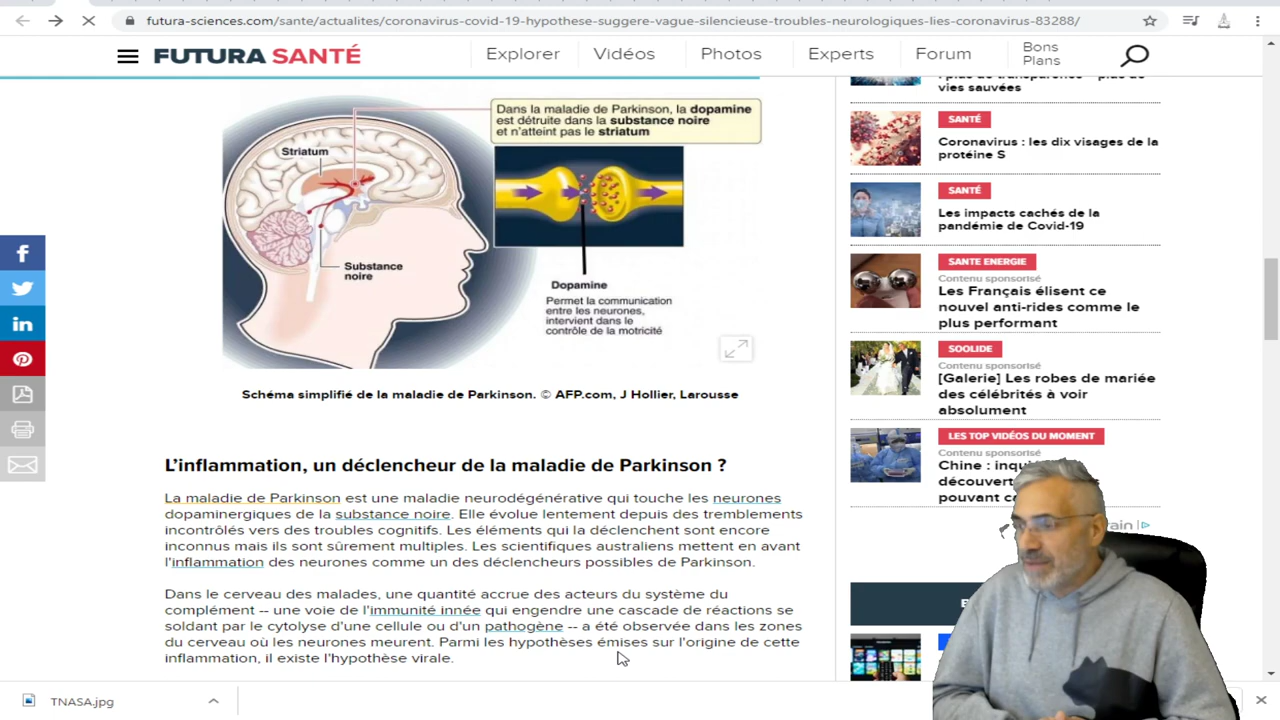 futura-sciences.com/sante/actualites/coronavirus-covid-19-hypothese-suggere-vague-silencieuse-troubles-neurologiques-lies-coronavirus-83288/
FUTURA SANTÉ
Explorer
Vidéos
Photos
Experts
Forum
Bons
Plans
Dans la maladie de Parkinson, la dopamine
est détruite dans la substance noire
et n'atteint pas le striatum
Striatum
Substance
noire
Dopamine
Permet la communication
entre les neurones,
intervient dans le
contrôle de la motricité
Schéma simplifié de la maladie de Parkinson. © AFP.com, J Hollier, Larousse
L'inflammation, un déclencheur de la maladie de Parkinson ?
La maladie de Parkinson est une maladie neurodégénérative qui touche les neurones
dopaminergiques de la substance noire. Elle évolue lentement depuis des tremblements
incontrôlés vers des troubles cognitifs. Les éléments qui la déclenchent sont encore
inconnus mais ils sont sûrement multiples. Les scientifiques australiens mettent en avant
l'inflammation des neurones comme un des déclencheurs possibles de Parkinson.
Dans le cerveau des malades, une quantité accrue des acteurs du système du
complément -- une voie de l'immunité innée qui engendre une cascade de réactions se
soldant par le cytolyse d'une cellule ou d'un pathogène -- a été observée dans les zones
du cerveau où les neurones meurent. Parmi les hypothèses émises sur l'origine de cette
inflammation, il existe l'hypothèse virale.
plus de transparence = plus de
vies sauvées
SANTÉ
Coronavirus : les dix visages de la
protéine S
SANTÉ
Les impacts cachés de la
pandémie de Covid-19
SANTE ENERGIE
Contenu sponsorisé
Les Français élisent ce
nouvel anti-rides comme le
plus performant
SOOLIDE
Contenu sponsorisé
[Galerie] Les robes de mariée
des célébrités à voir
absolument
LES TOP VIDÉOS DU MOMENT
Contenu sponsorisé
Chine :
découvert
pouvant
TNASA.jpg